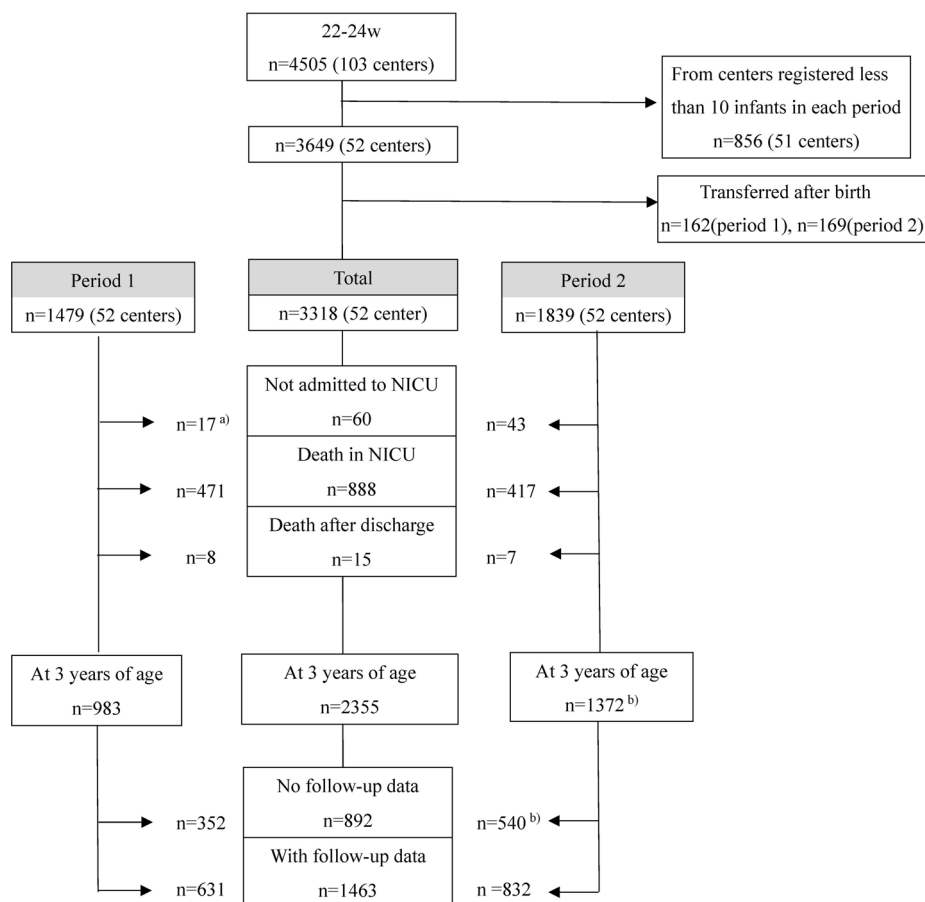 22-24w
n=4505 (103 centers)
From centers registered less
than 10 infants in each period
n=856 (51 centers)
n=3649 (52 centers)
Transferred after birth
n=162(period 1), n=169(period 2)
Period 1
n=1479 (52 centers)
Total
n=3318 (52 center)
Period 2
n=1839 (52 centers)
Not admitted to NICU
n=17 a)
n=60
n=43
Death in NICU
n=471
n=888
n=417
Death after discharge
n=8
n=15
n=7
At 3 years of age
n=983
At 3 years of age
n=2355
At 3 years of age
n=1372 b)
No follow-up data
n=352
n=892
n=540 b)
With follow-up data
n=631
n=1463
n =832